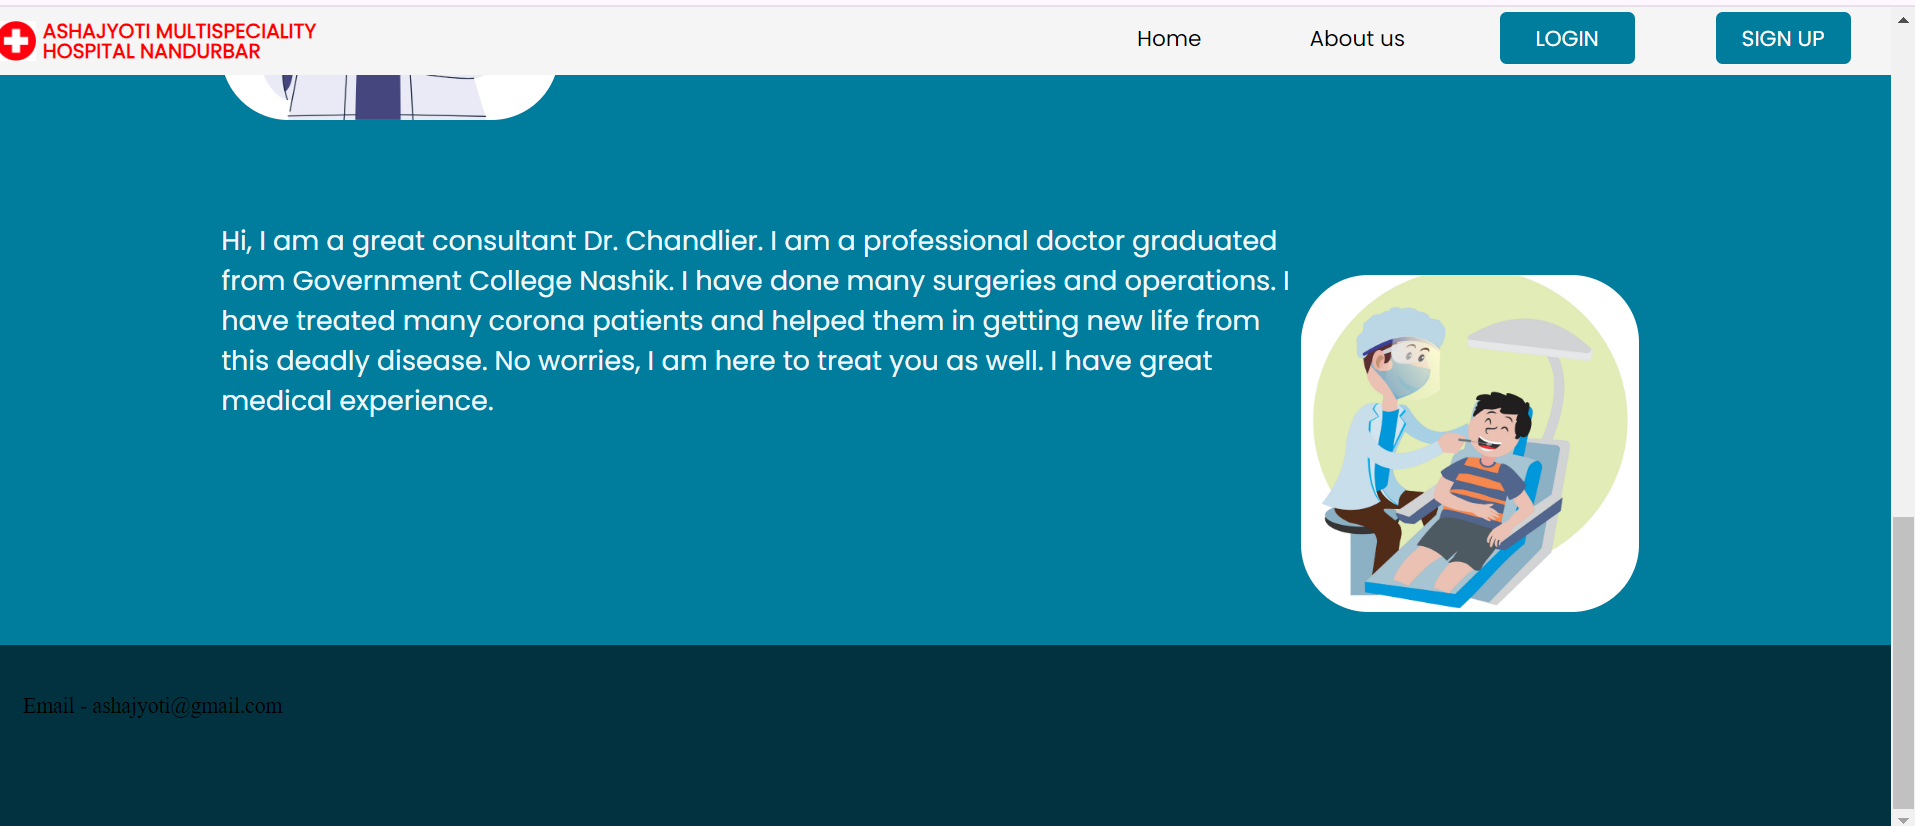 ASHAJYOTI MULTISPECIALITY
HOSPITAL NANDURBAR
Home
About us
LOGIN
SIGN UP
Hi, I am a great consultant Dr. Chandlier. I am a professional doctor graduated
from Government College Nashik. I have done many surgeries and operations. I
have treated many corona patients and helped them in getting new life from
this deadly disease. No worries, I am here to treat you as well. I have great
medical experience.
Email - ashajyoti@gmail.com